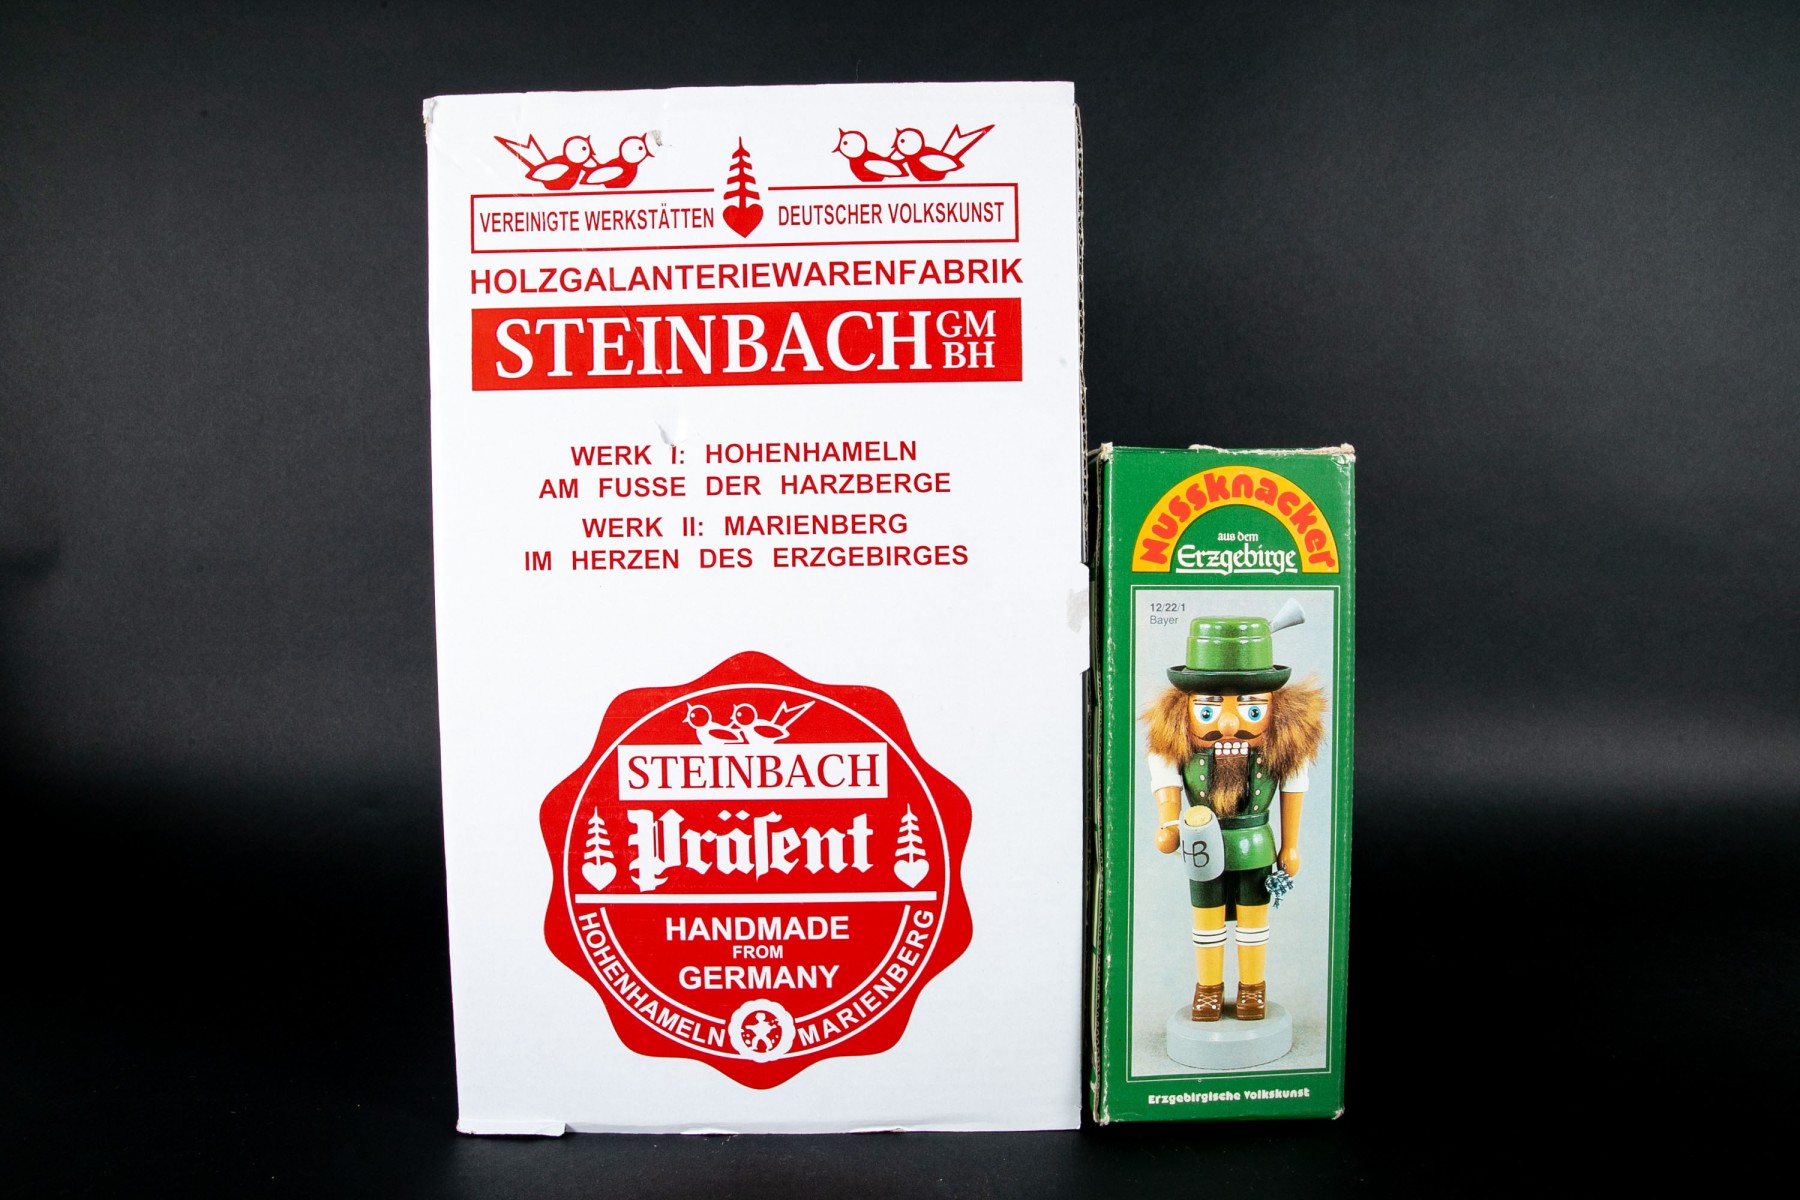 VEREINIGTE WERKSTÄTTEN DEUTSCHER VOLKSKUNST
HOLZGALANTERIEWARENFABRIK
STEINBACH GM
BH
WERK I: HOHENHAMELN
AM FUSSE DER HARZBERGE
WERK II: MARIENBERG
IM HERZEN DES ERZGEBIRGES
STEINBACH
Präſent
HANDMADE
FROM
GERMANY
HOHENHAMELN MARIENBERG
Nussknacker
aus dem
Erzgebirge
12/22/1
Bayer
HB
Erzgebirgische Volkskunst